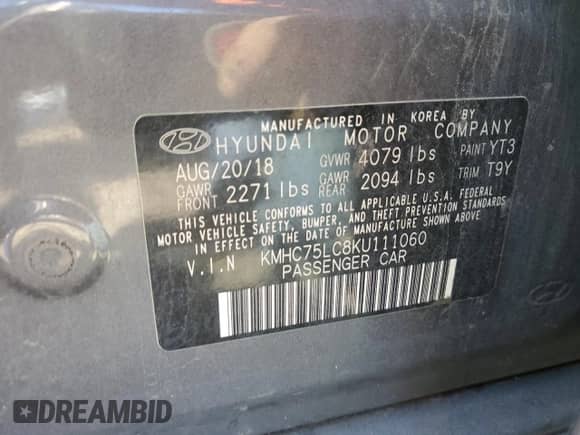 MANUFACTURED IN KOREA BY
HYUNDAI MOTOR COMPANY
AUG/20/18 GVWR 4079 lbs PAINT YT3
GAWR FRONT 2271 lbs GAWR REAR 2094 lbs TRIM T9Y
THIS VEHICLE CONFORMS TO ALL APPLICABLE U.S.A. FEDERAL
MOTOR VEHICLE SAFETY, BUMPER, AND THEFT PREVENTION STANDARDS
IN EFFECT ON THE DATE OF MANUFACTURE SHOWN ABOVE.
V.I.N KMHC75LC8KU111060
PASSENGER CAR
DREAMBID